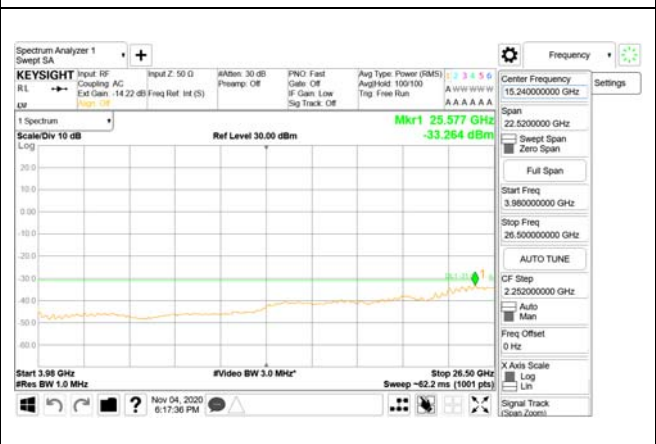 Spectrum Analyzer 1
Swept SA
+
Frequency
KEYSIGHT
RL
Input: RF
Coupling: AC
Ext Gain: -14.22 dB
Align: Off
Input Z: 50 Ω
Freq Ref: Int (S)
#Atten: 30 dB
Preamp: Off
PNO: Fast
Gate: Off
IF Gain: Low
Sig Track: Off
Avg Type: Power (RMS)
Avg|Hold: 100/100
Trig: Free Run
1 2 3 4 5 6
A W W W W W
A A A A A A
1 Spectrum
Scale/Div 10 dB
Log
Ref Level 30.00 dBm
Mkr1 25.577 GHz
-33.264 dBm
20.0
10.0
0.00
-10.0
-20.0
-30.0
-40.0
-50.0
-60.0
1
Start 3.98 GHz
#Res BW 1.0 MHz
#Video BW 3.0 MHz*
Stop 26.50 GHz
Sweep ~62.2 ms (1001 pts)
Nov 04, 2020
6:17:36 PM
Center Frequency
15.240000000 GHz
Settings
Span
22.5200000 GHz
Swept Span
Zero Span
Full Span
Start Freq
3.980000000 GHz
Stop Freq
26.500000000 GHz
AUTO TUNE
CF Step
2.252000000 GHz
Auto
Man
Freq Offset
0 Hz
X Axis Scale
Log
Lin
Signal Track
(Span Zoom)